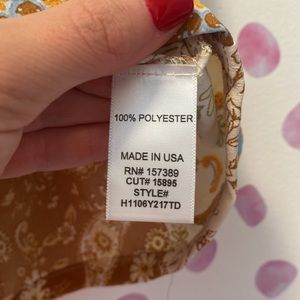 100% POLYESTER
MADE IN USA
RN# 157389
CUT# 15895
STYLE#
H1106Y217TD